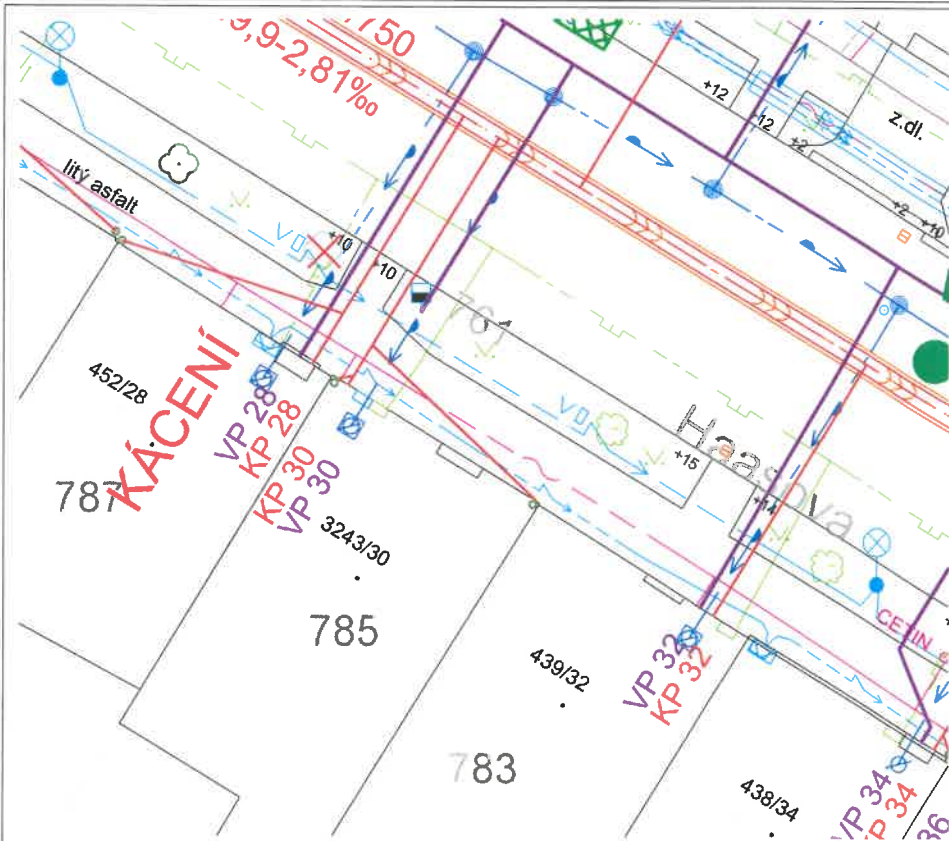 ,750
9,9-2,81‰
+12
-12
+2
z.dl.
+2
+10
litý asfalt
+10
-10
761
Haasova
+15
+14
452/28
KÁCENÍ
VP 28
KP 28
KP 30
VP 30
787
3243/30
785
439/32
783
VP 32
KP 32
CETIN
438/34
VP 34
KP 34
36